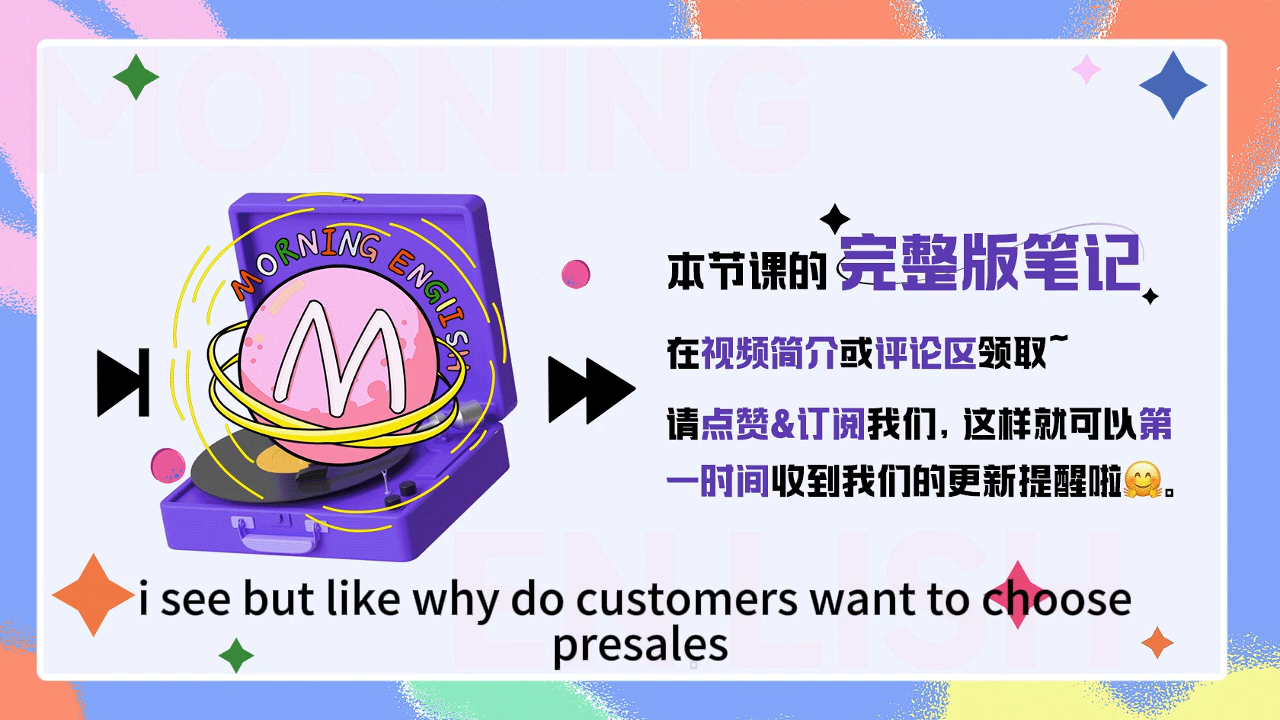 MORNING
MORNING ENGlISH
M
本节课的 完整版笔记
在视频简介或评论区领取~
请点赞&订阅我们, 这样就可以第
一时间收到我们的更新提醒啦🤗。
ENLISH
i see but like why do customers want to choose
presales